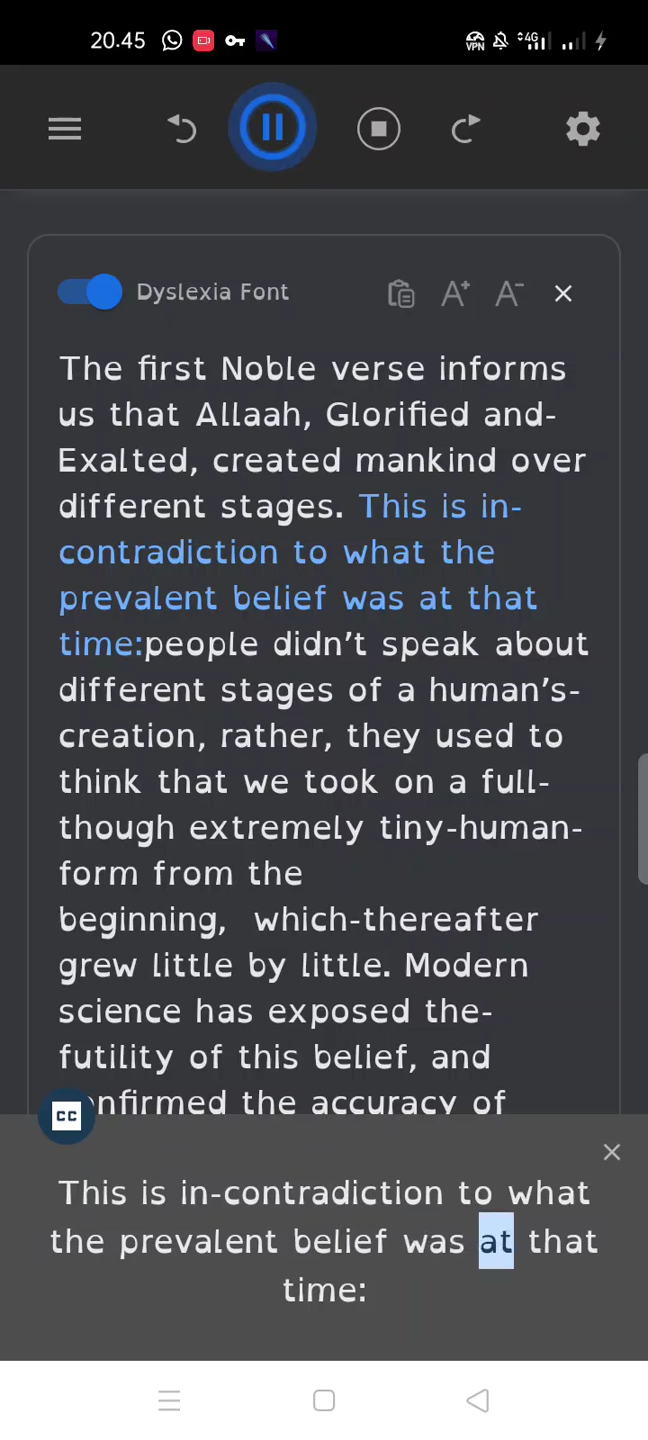 20.45
VPN 4G
Dyslexia Font A+ A-
The first Noble verse informs
us that Allaah, Glorified and-
Exalted, created mankind over
different stages. This is in-
contradiction to what the
prevalent belief was at that
time:people didn't speak about
different stages of a human's-
creation, rather, they used to
think that we took on a full-
though extremely tiny-human-
form from the
beginning, which-thereafter
grew little by little. Modern
science has exposed the-
futility of this belief, and
confirmed the accuracy of
CC
This is in-contradiction to what
the prevalent belief was at that
time: